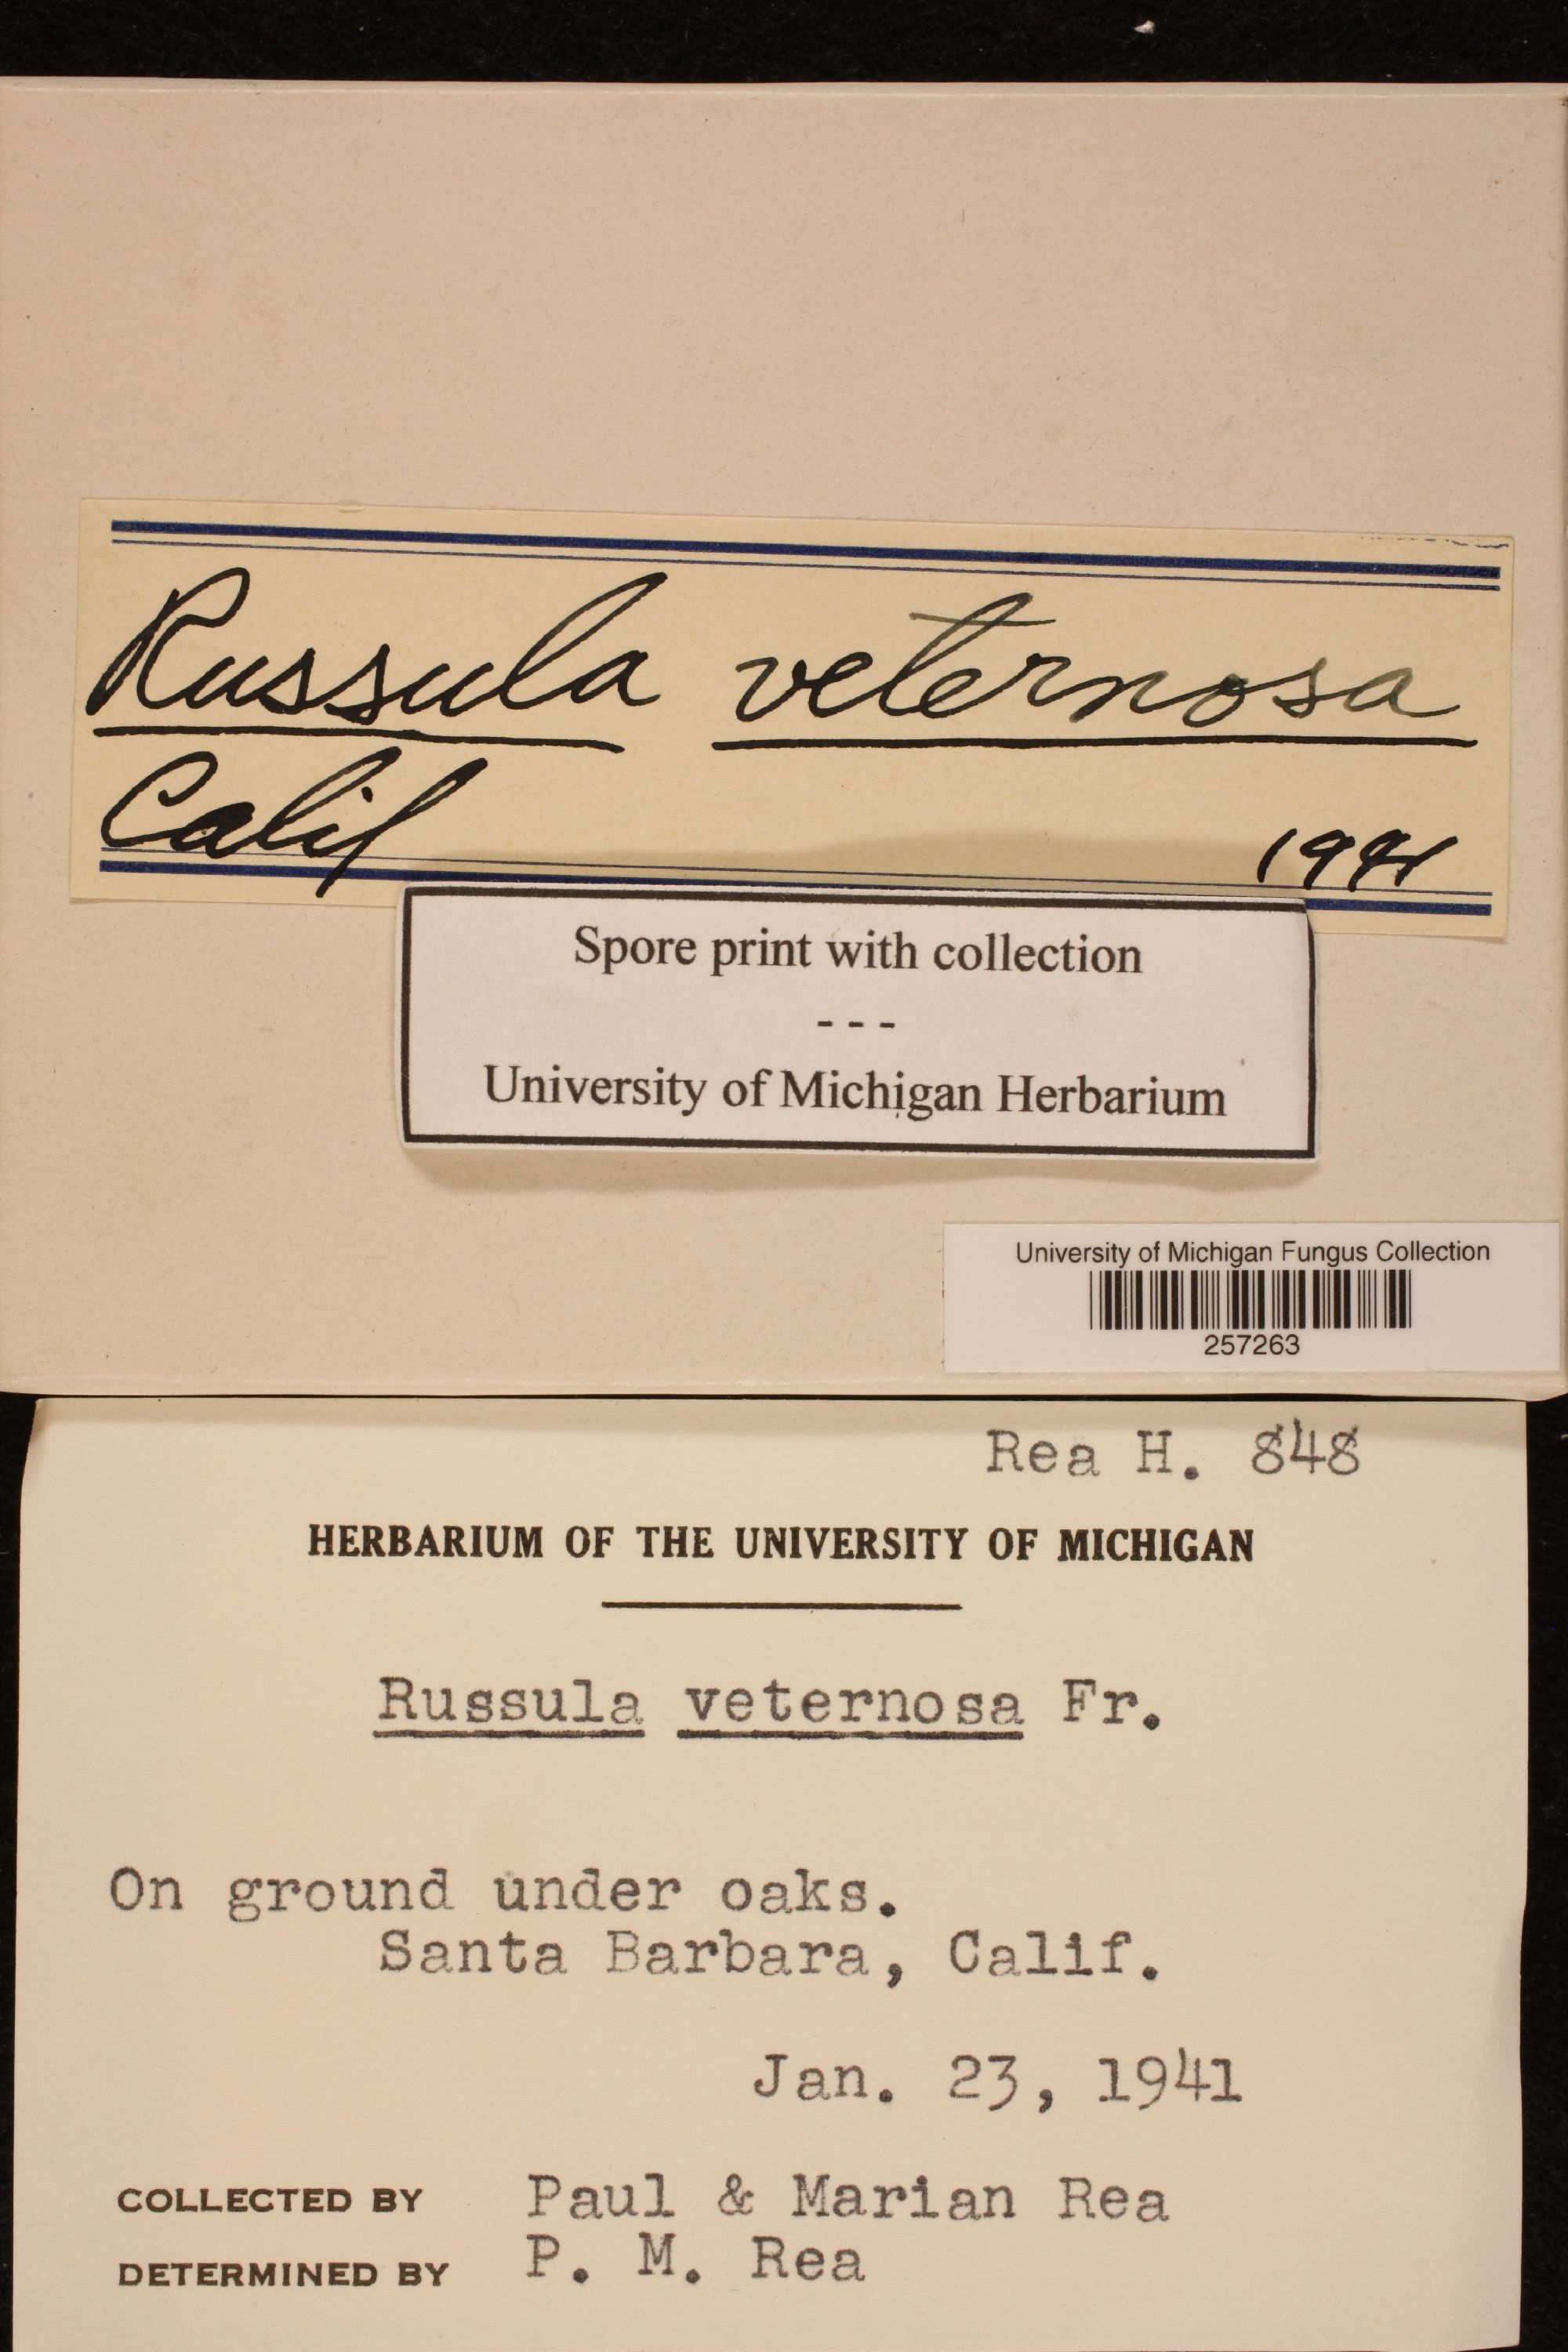 Russula veternosa
Calif 1941
Spore print with collection
---
University of Michigan Herbarium
University of Michigan Fungus Collection
257263
Rea H. 848
HERBARIUM OF THE UNIVERSITY OF MICHIGAN
Russula veternosa Fr.
On ground under oaks.
Santa Barbara, Calif.
Jan. 23, 1941
COLLECTED BY Paul & Marian Rea
DETERMINED BY P. M. Rea